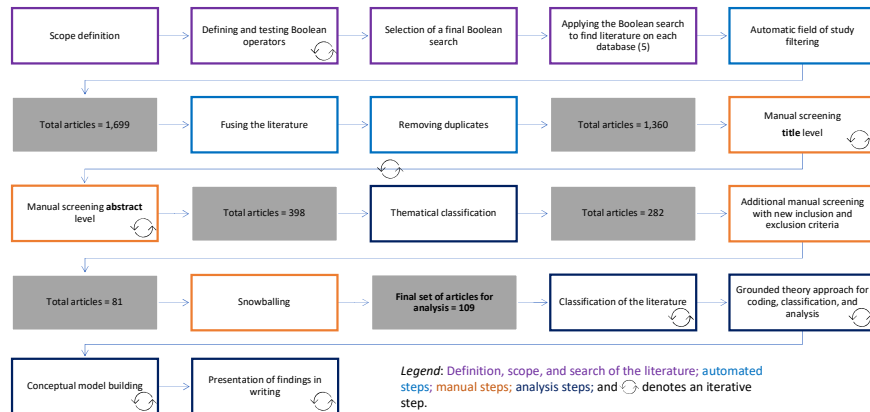 Scope definition
Defining and testing Boolean
operators
Selection of a final Boolean
search
Applying the Boolean search
to find literature on each
database (5)
Automatic field of study
filtering
Total articles = 1,699
Fusing the literature
Removing duplicates
Total articles = 1,360
Manual screening
title level
Manual screening abstract
level
Total articles = 398
Thematical classification
Total articles = 282
Additional manual screening
with new inclusion and
exclusion criteria
Total articles = 81
Snowballing
Final set of articles for
analysis = 109
Classification of the literature
Grounded theory approach for
coding, classification, and
analysis
Conceptual model building
Presentation of findings in
writing
Legend: Definition, scope, and search of the literature; automated
steps; manual steps; analysis steps; and denotes an iterative
step.